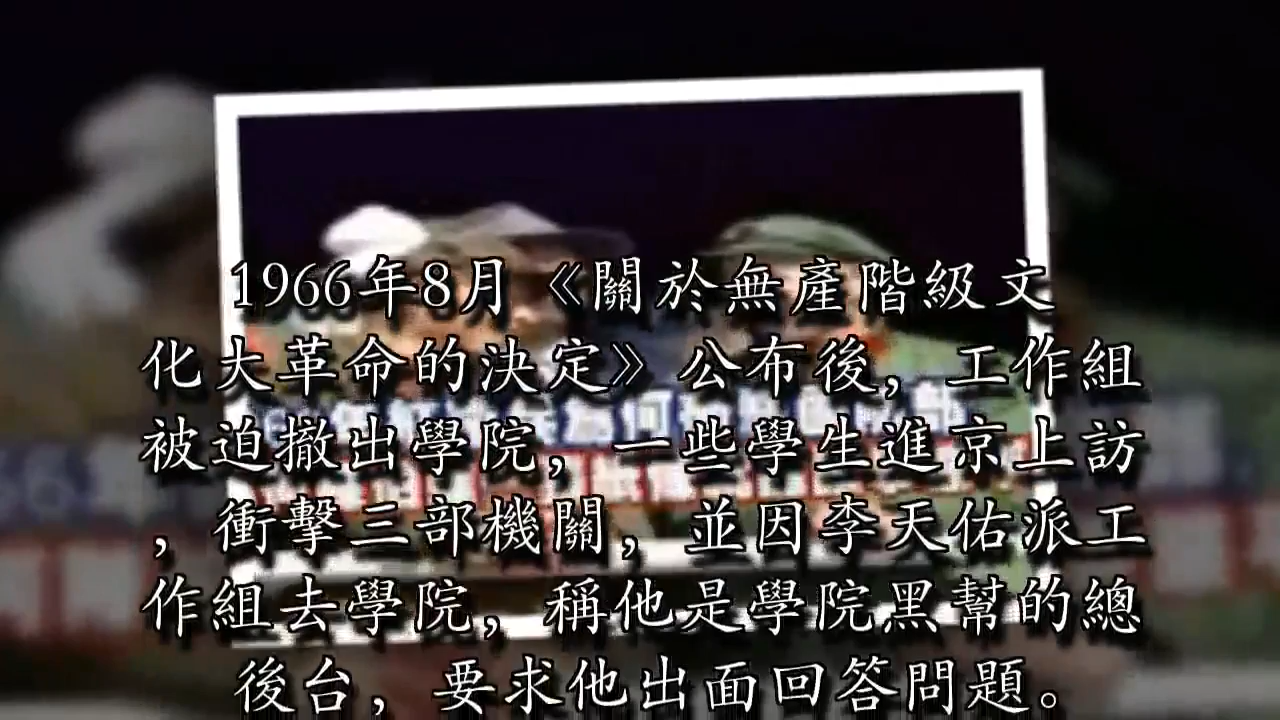 1966年8月《關於無產階級文
化大革命的決定》公布後，工作組
被迫撤出學院，一些學生進京上訪
，衝擊三部機關，並因李天佑派工
作組去學院，稱他是學院黑幫的總
後台，要求他出面回答問題。